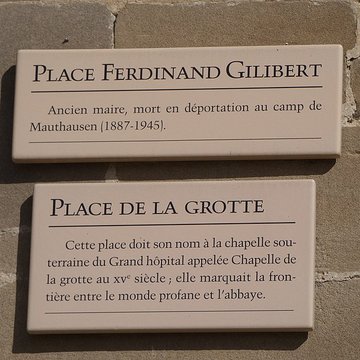 PLACE FERDINAND GILIBERT
Ancien maire, mort en déportation au camp de
Mauthausen (1887-1945).
PLACE DE LA GROTTE
Cette place doit son nom à la chapelle sou-
terraine du Grand hôpital appelée Chapelle de
la grotte au XVe siècle ; elle marquait la fron-
tière entre le monde profane et l'abbaye.